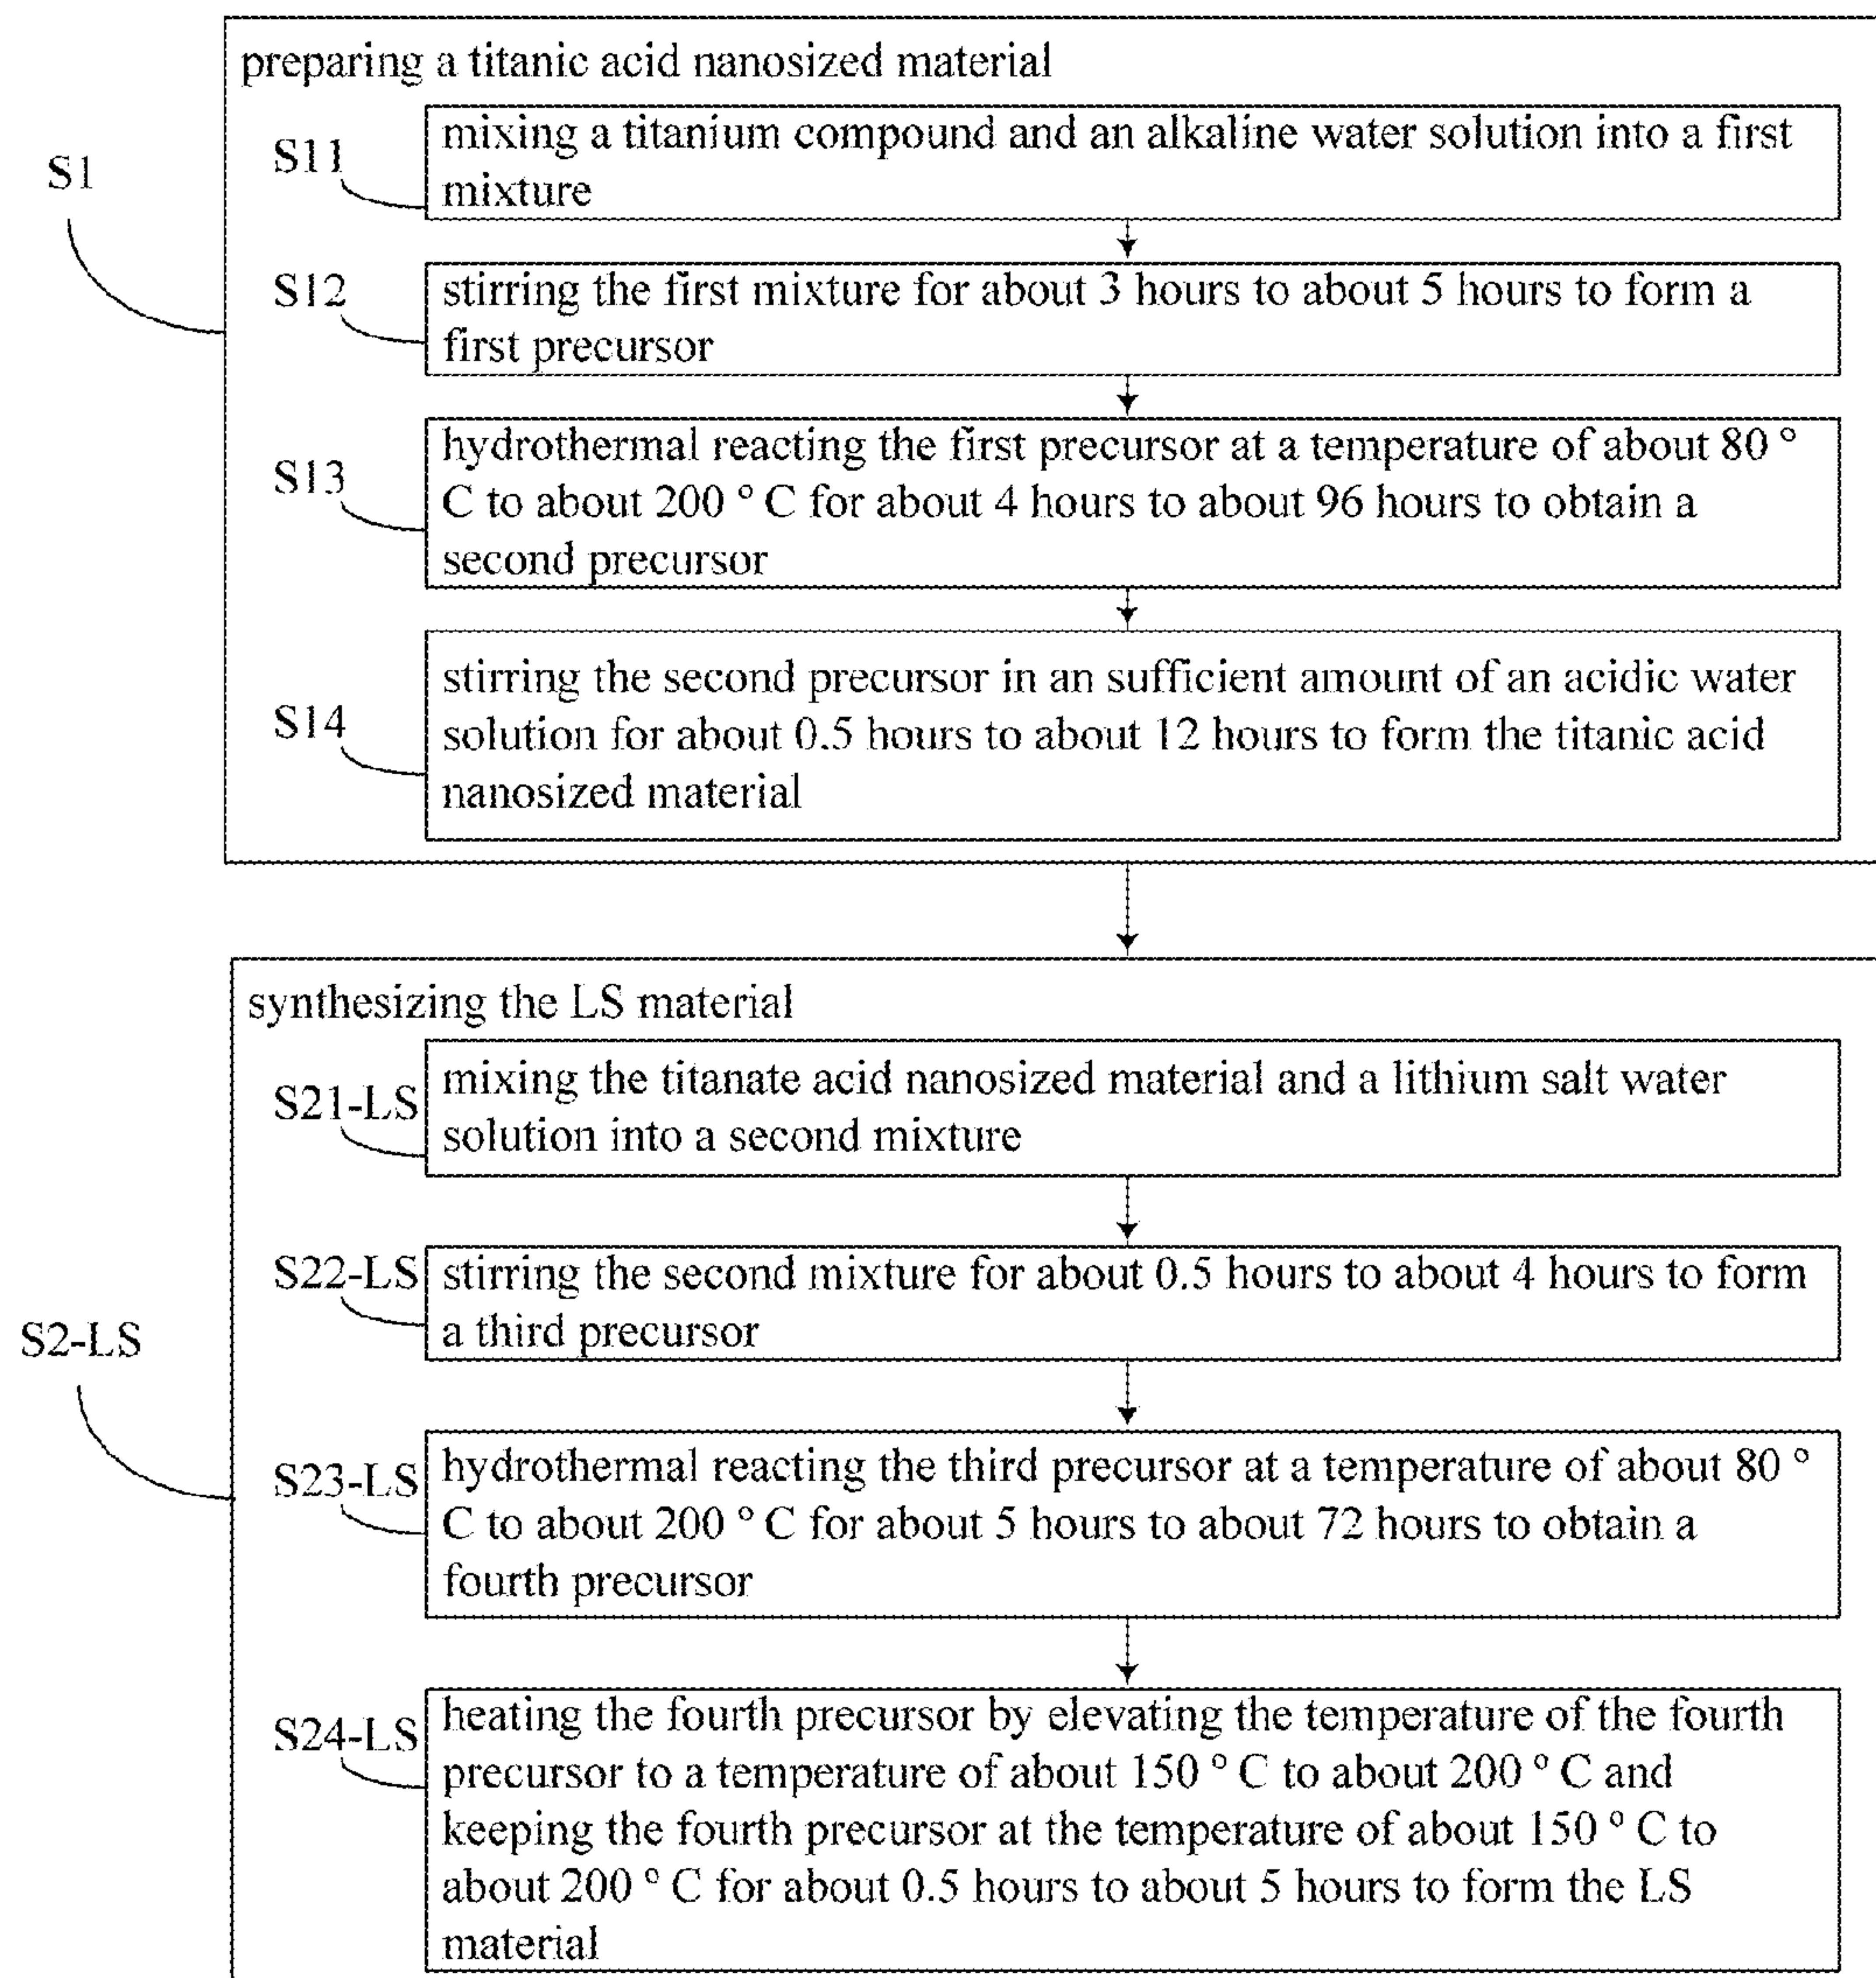 preparing a titanic acid nanosized material
S1
S11
mixing a titanium compound and an alkaline water solution into a first
mixture
S12
stirring the first mixture for about 3 hours to about 5 hours to form a
first precursor
S13
hydrothermal reacting the first precursor at a temperature of about 80 °
C to about 200 ° C for about 4 hours to about 96 hours to obtain a
second precursor
S14
stirring the second precursor in an sufficient amount of an acidic water
solution for about 0.5 hours to about 12 hours to form the titanic acid
nanosized material
synthesizing the LS material
S2-LS
S21-LS
mixing the titanate acid nanosized material and a lithium salt water
solution into a second mixture
S22-LS
stirring the second mixture for about 0.5 hours to about 4 hours to form
a third precursor
S23-LS
hydrothermal reacting the third precursor at a temperature of about 80 °
C to about 200 ° C for about 5 hours to about 72 hours to obtain a
fourth precursor
S24-LS
heating the fourth precursor by elevating the temperature of the fourth
precursor to a temperature of about 150 ° C to about 200 ° C and
keeping the fourth precursor at the temperature of about 150 ° C to
about 200 ° C for about 0.5 hours to about 5 hours to form the LS
material